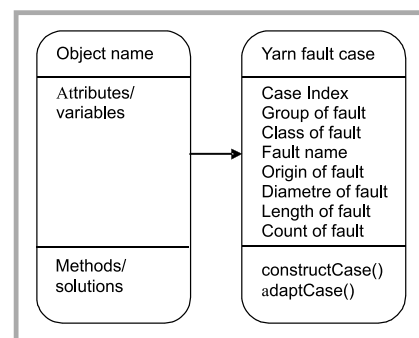 Object name
Attributes/
variables
Methods/
solutions
Yarn fault case
Case Index
Group of fault
Class of fault
Fault name
Origin of fault
Diametre of fault
Length of fault
Count of fault
constructCase()
adaptCase()